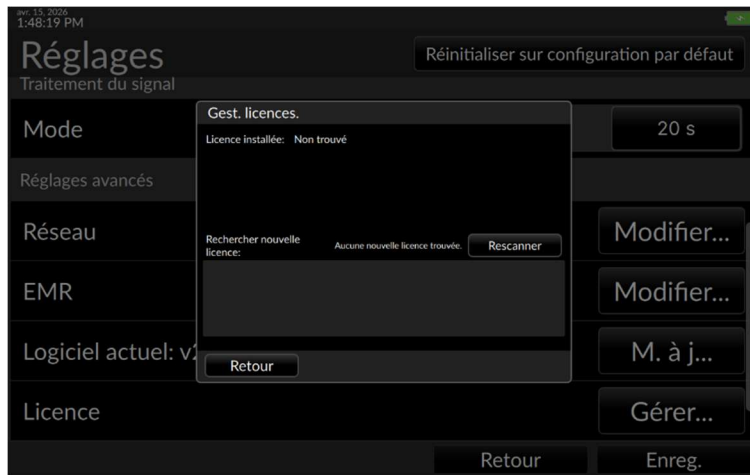 avr. 15, 2026
1:48:19 PM
Réglages
Réinitialiser sur configuration par défaut
Traitement du signal
Mode
20 s
Réglages avancés
Réseau
Modifier...
EMR
Modifier...
Logiciel actuel:
M. à j...
Licence
Gérer...
Retour
Enreg.
Gest. licences.
Licence installée: Non trouvé
Rechercher nouvelle
licence:
Aucune nouvelle licence trouvée.
Rescanner
Retour